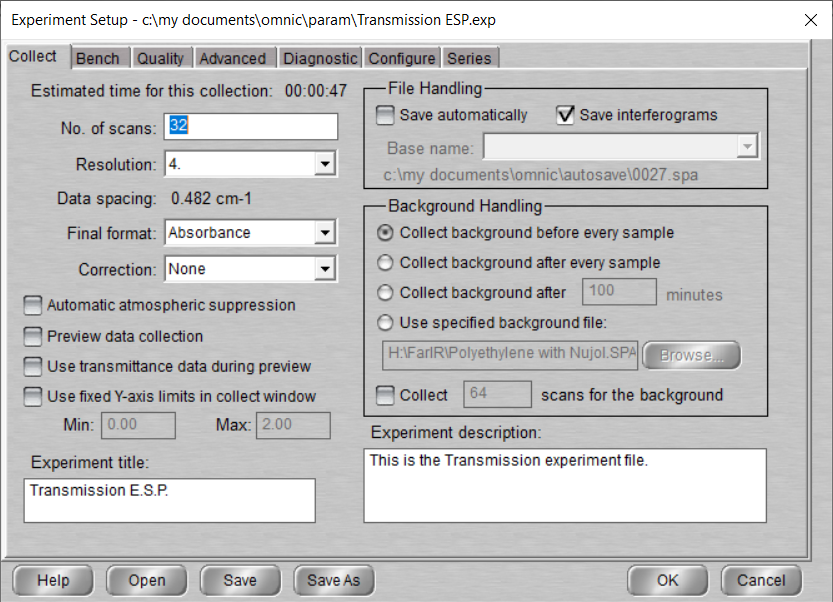 Experiment Setup - c:\my documents\omnic\param\Transmission ESP.exp
Collect Bench Quality Advanced Diagnostic Configure Series
Estimated time for this collection: 00:00:47
No. of scans: 32
Resolution: 4.
Data spacing: 0.482 cm-1
Final format: Absorbance
Correction: None
Automatic atmospheric suppression
Preview data collection
Use transmittance data during preview
Use fixed Y-axis limits in collect window
Min: 0.00 Max: 2.00
Experiment title:
Transmission E.S.P.
File Handling
Save automatically Save interferograms
Base name:
c:\my documents\omnic\autosave\0027.spa
Background Handling
Collect background before every sample
Collect background after every sample
Collect background after 100 minutes
Use specified background file:
H:\FarIR\Polyethylene with Nujol.SPA Browse...
Collect 64 scans for the background
Experiment description:
This is the Transmission experiment file.
Help Open Save Save As OK Cancel